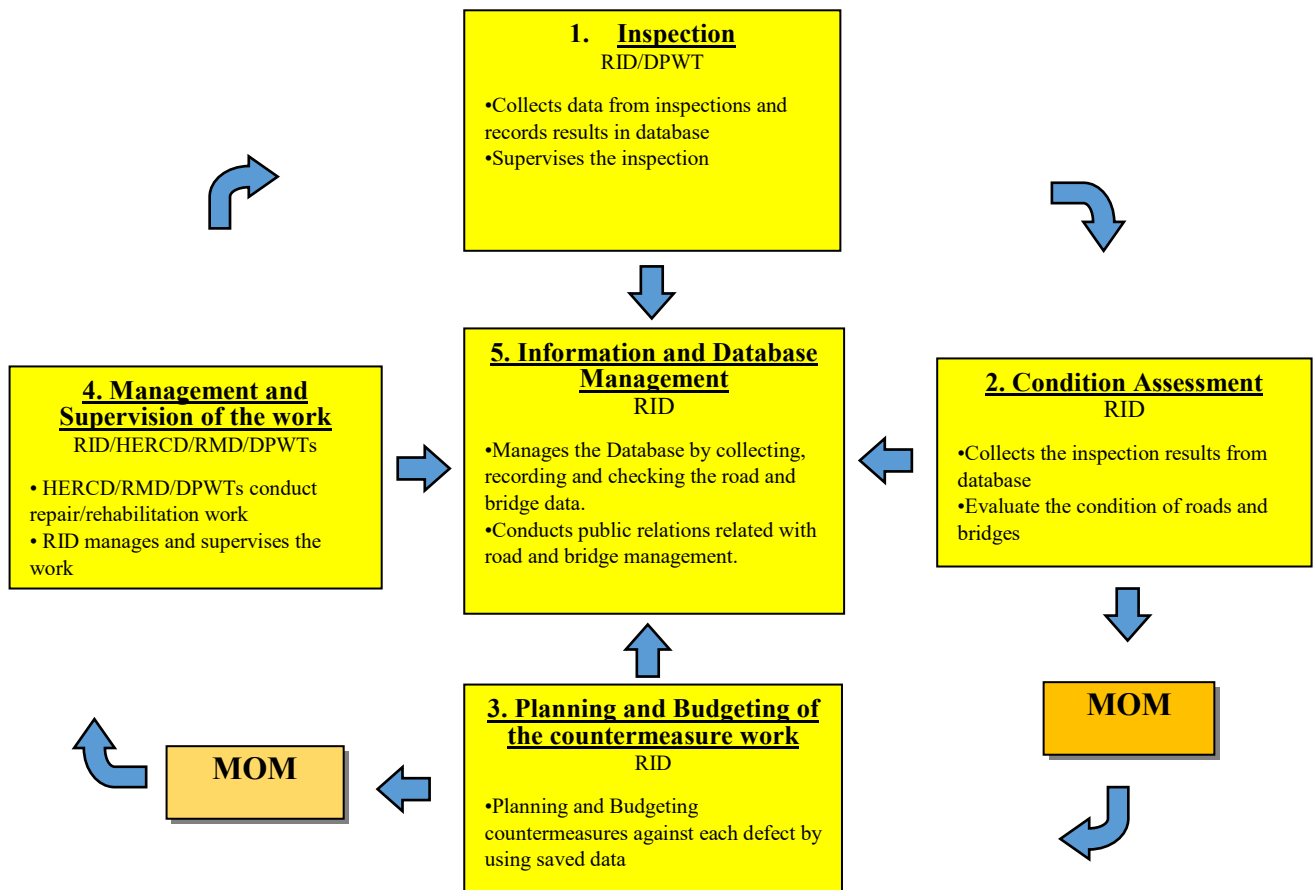 1. Inspection
RID/DPWT
•Collects data from inspections and
records results in database
•Supervises the inspection
5. Information and Database
Management
RID
•Manages the Database by collecting,
recording and checking the road and
bridge data.
•Conducts public relations related with
road and bridge management.
4. Management and
Supervision of the work
RID/HERCD/RMD/DPWTs
• HERCD/RMD/DPWTs conduct
repair/rehabilitation work
• RID manages and supervises the
work
2. Condition Assessment
RID
•Collects the inspection results from
database
•Evaluate the condition of roads and
bridges
MOM
3. Planning and Budgeting of
the countermeasure work
RID
•Planning and Budgeting
countermeasures against each defect by
using saved data
MOM